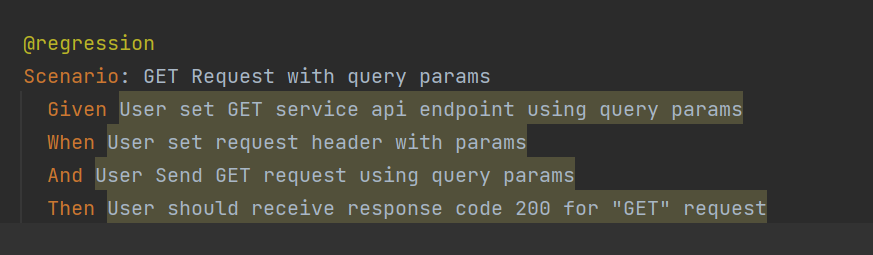 @regression
Scenario: GET Request with query params
Given User set GET service api endpoint using query params
When User set request header with params
And User Send GET request using query params
Then User should receive response code 200 for "GET" request